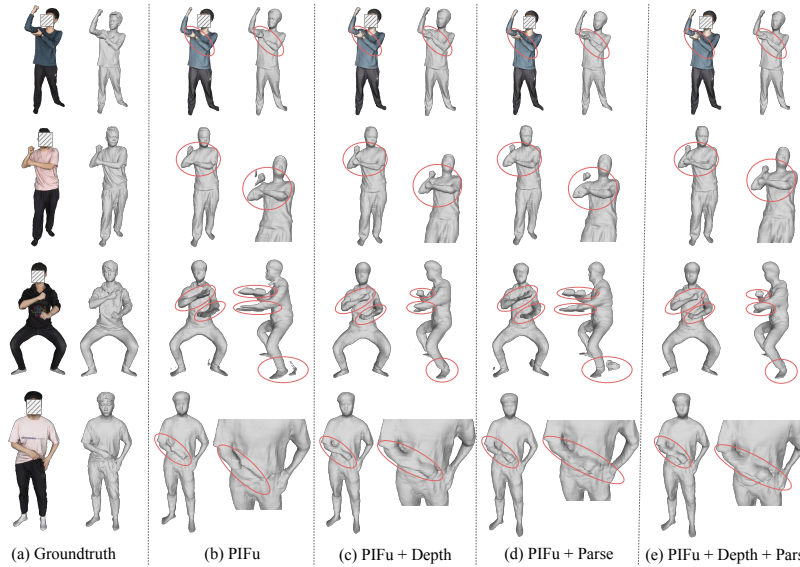 (a) Groundtruth
(b) PIFu
(c) PIFu + Depth
(d) PIFu + Parse
(e) PIFu + Depth + Pars